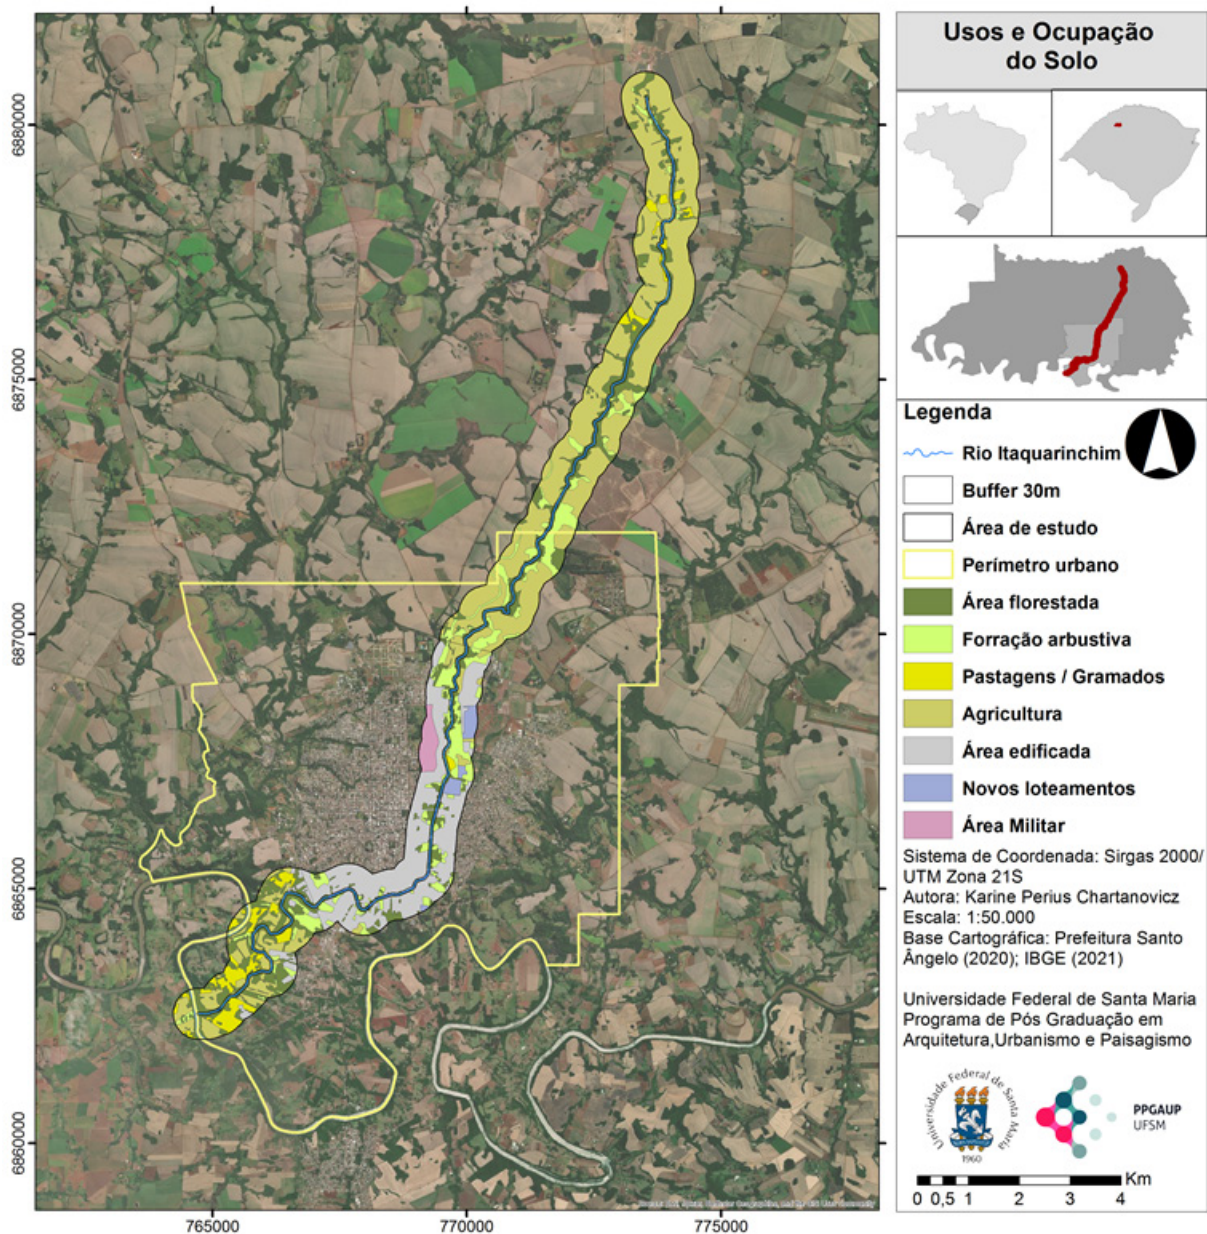 Usos e Ocupação
do Solo
6880000
6875000
6870000
6865000
6860000
765000
770000
775000
Legenda
Rio Itaquarinchim
Buffer 30m
Área de estudo
Perímetro urbano
Área florestada
Forração arbustiva
Pastagens / Gramados
Agricultura
Área edificada
Novos loteamentos
Área Militar
Sistema de Coordenada: Sirgas 2000/
UTM Zona 21S
Autora: Karine Perius Chartanovicz
Escala: 1:50.000
Base Cartográfica: Prefeitura Santo
Ângelo (2020); IBGE (2021)
Universidade Federal de Santa Maria
Programa de Pós Graduação em
Arquitetura,Urbanismo e Paisagismo
Universidade Federal de Santa Maria
1960
PPGAUP
UFSM
0 0,5 1 2 3 4 Km